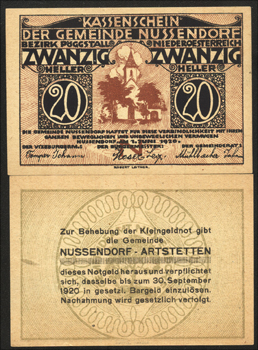 KASSENSCHEIN
DER GEMEINDE NUSSENDORF
BEZIRK PÖGGSTALL NIEDERÖSTERREICH
ZWANZIG ZWANZIG
HELLER HELLER
20 20
DIE GEMEINDE NUSSENDORF HAFTET FÜR DIESE VERBINDLICHKEIT MIT IHREM
GANZEN BEWEGLICHEN UND UNBEWEGLICHEN VERMÖGEN
NUSSENDORF AM 1. JUNI 1920.
DER BÜRGERMEISTER
Zur Behebung der Kleingeldnot gibt
die Gemeinde
NUSSENDORF - ARTSTETTEN
dieses Notgeld heraus und verpflichtet
sich, dasselbe bis zum 30. September
1920 in gesetzl. Bargeld einzulösen.
Nachahmung wird gesetzlich verfolgt.